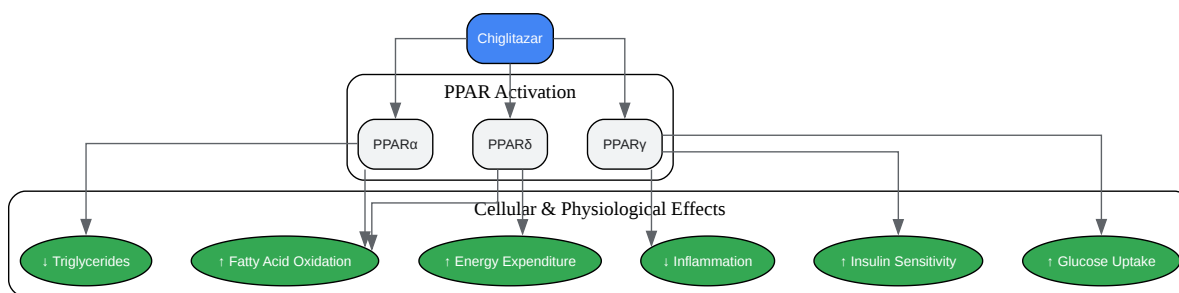 Chiglitazar
PPAR Activation
PPARα
PPARδ
PPARγ
Cellular & Physiological Effects
↓ Triglycerides
↑ Fatty Acid Oxidation
↑ Energy Expenditure
↓ Inflammation
↑ Insulin Sensitivity
↑ Glucose Uptake